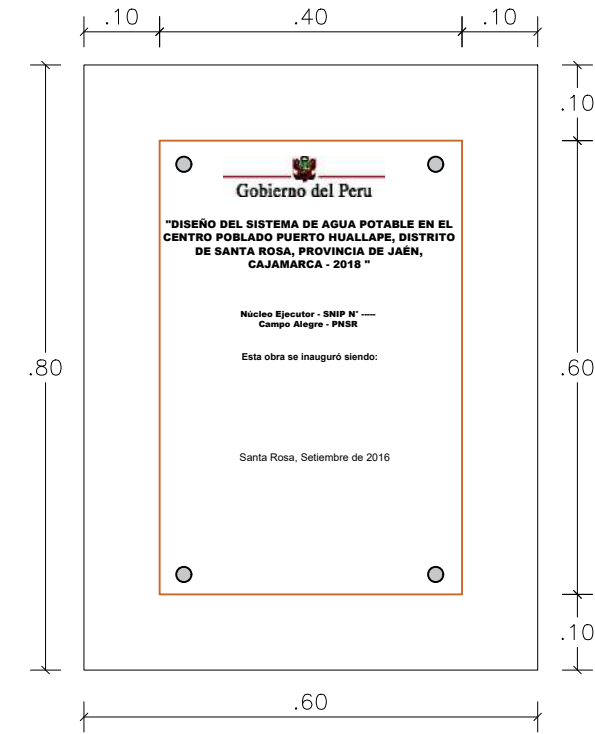 .10 .40 .10
.10
Gobierno del Peru
"DISEÑO DEL SISTEMA DE AGUA POTABLE EN EL
CENTRO POBLADO PUERTO HUALLAPE, DISTRITO
DE SANTA ROSA, PROVINCIA DE JAÉN,
CAJAMARCA - 2018 "
Núcleo Ejecutor - SNIP N° -----
Campo Alegre - PNSR
Esta obra se inauguró siendo:
.80
.60
Santa Rosa, Setiembre de 2016
.10
.60